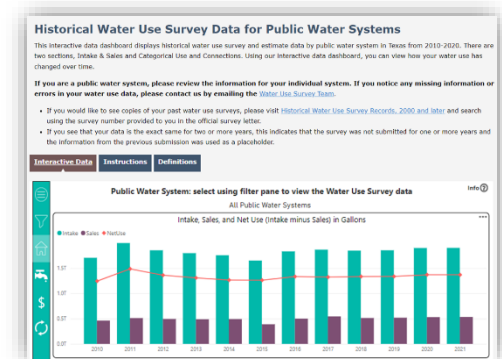 Historical Water Use Survey Data for Public Water Systems
This interactive data dashboard displays historical water use survey and estimate data by public water system in Texas from 2010-2020. There are
two sections, Intake & Sales and Categorical Use and Connections. Using our interactive data dashboard, you can view how your water use has
changed over time.
If you are a public water system, please review the information for your individual system. If you notice any missing information or
errors in your water use data, please contact us by emailing the Water Use Survey Team.
• If you would like to see copies of your past water use surveys, please visit Historical Water Use Survey Records, 2000 and later and search
using the survey number provided to you in the official survey letter.
• If you see that your data is the exact same for two or more years, this indicates that the survey was not submitted for one or more years and
the information from the previous submission was used as a placeholder.
Interactive Data Instructions Definitions
Public Water System: select using filter pane to view the Water Use Survey data Info ?
All Public Water Systems
Intake, Sales, and Net Use (Intake minus Sales) in Gallons
Intake Sales NetUse
1.5T
1.0T
0.5T
0.0T
2010 2011 2012 2013 2014 2015 2016 2017 2018 2019 2020 2021